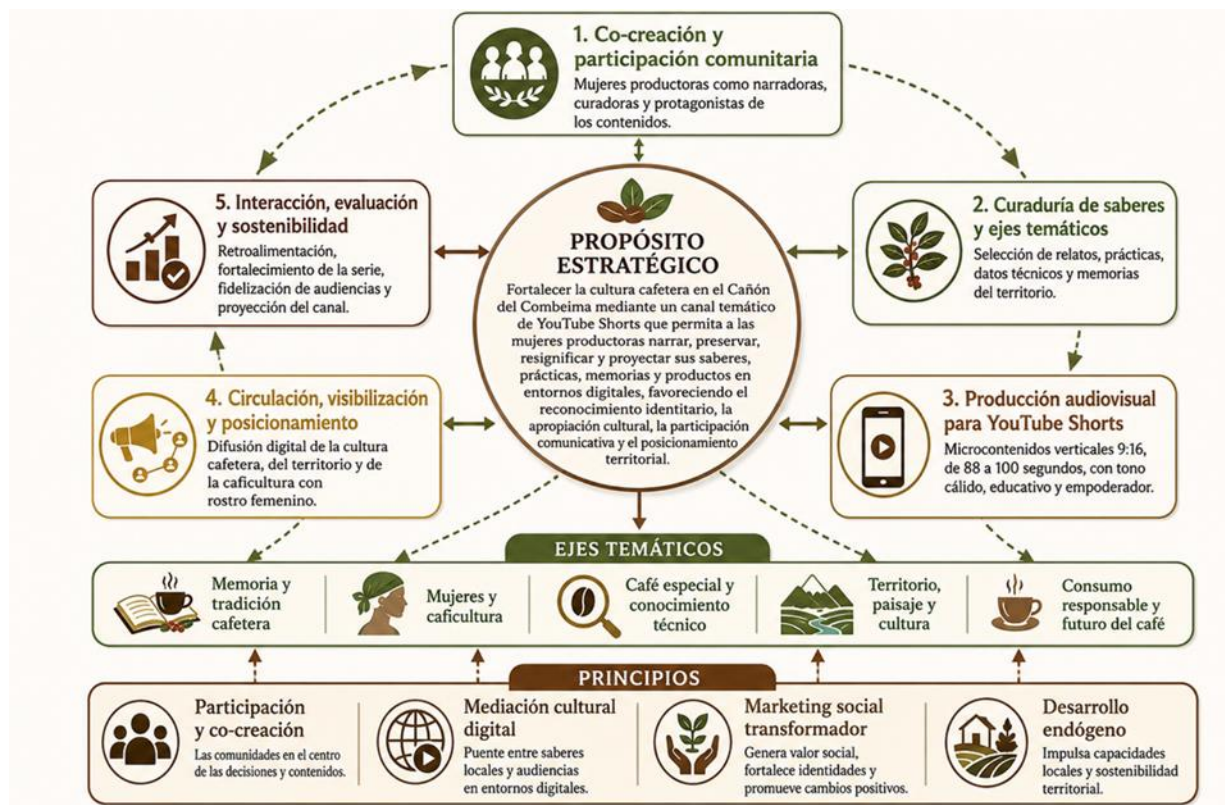 1. Co-creación y
participación comunitaria
Mujeres productoras como narradoras,
curadoras y protagonistas de
los contenidos.
5. Interacción, evaluación
y sostenibilidad
Retroalimentación,
fortalecimiento de la serie,
fidelización de audiencias y
proyección del canal.
PROPÓSITO
ESTRATÉGICO
Fortalecer la cultura cafetera en el Cañón
del Combeima mediante un canal temático
de YouTube Shorts que permita a las
mujeres productoras narrar, preservar,
resignificar y proyectar sus saberes,
prácticas, memorias y productos en
entornos digitales, favoreciendo el
reconocimiento identitario, la
apropiación cultural, la participación
comunicativa y el posicionamiento
territorial.
2. Curaduría de saberes
y ejes temáticos
Selección de relatos, prácticas,
datos técnicos y memorias
del territorio.
4. Circulación, visibilización
y posicionamiento
Difusión digital de la cultura
cafetera, del territorio y de
la caficultura con
rostro femenino.
3. Producción audiovisual
para YouTube Shorts
Microcontenidos verticales 9:16,
de 88 a 100 segundos, con tono
cálido, educativo y empoderador.
EJES TEMÁTICOS
Memoria y
tradición
cafetera
Mujeres y
caficultura
Café especial y
conocimiento
técnico
Territorio,
paisaje y
cultura
Consumo
responsable y
futuro del café
PRINCIPIOS
Participación
y co-creación
Las comunidades en el centro
de las decisiones y contenidos.
Mediación cultural
digital
Puente entre saberes
locales y audiencias
en entornos digitales.
Marketing social
transformador
Genera valor social,
fortalece identidades y
promueve cambios positivos.
Desarrollo
endógeno
Impulsa capacidades
locales y sostenibilidad
territorial.